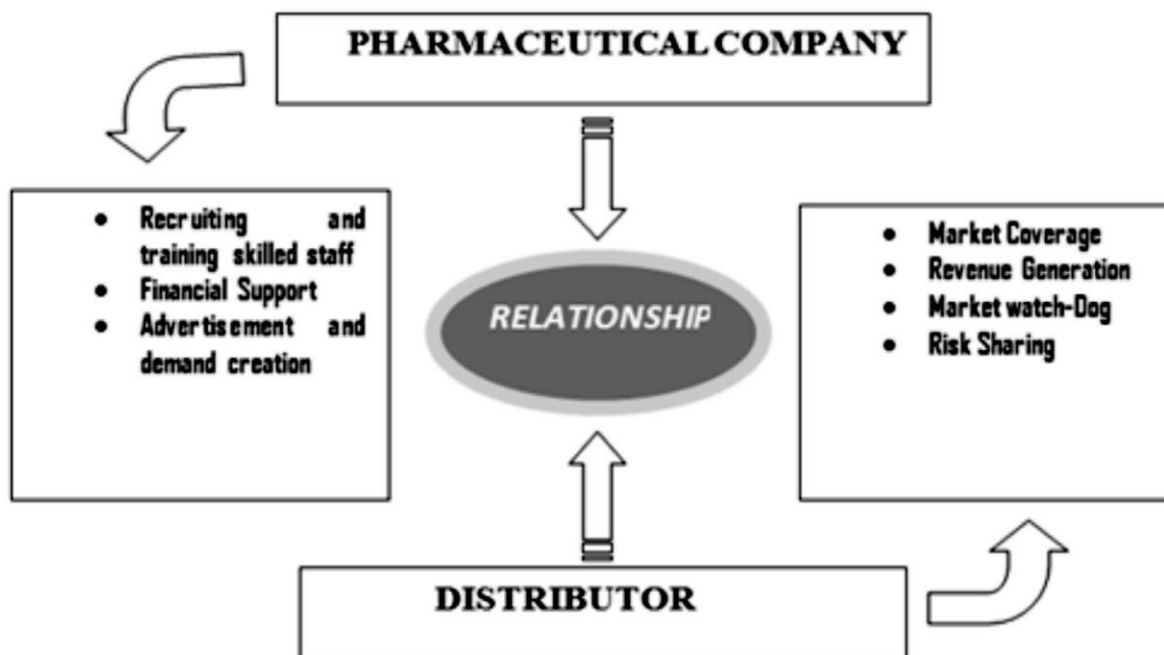 PHARMACEUTICAL COMPANY
• Recruiting and
training skilled staff
• Financial Support
• Advertisement and
demand creation
RELATIONSHIP
• Market Coverage
• Revenue Generation
• Market watch-Dog
• Risk Sharing
DISTRIBUTOR